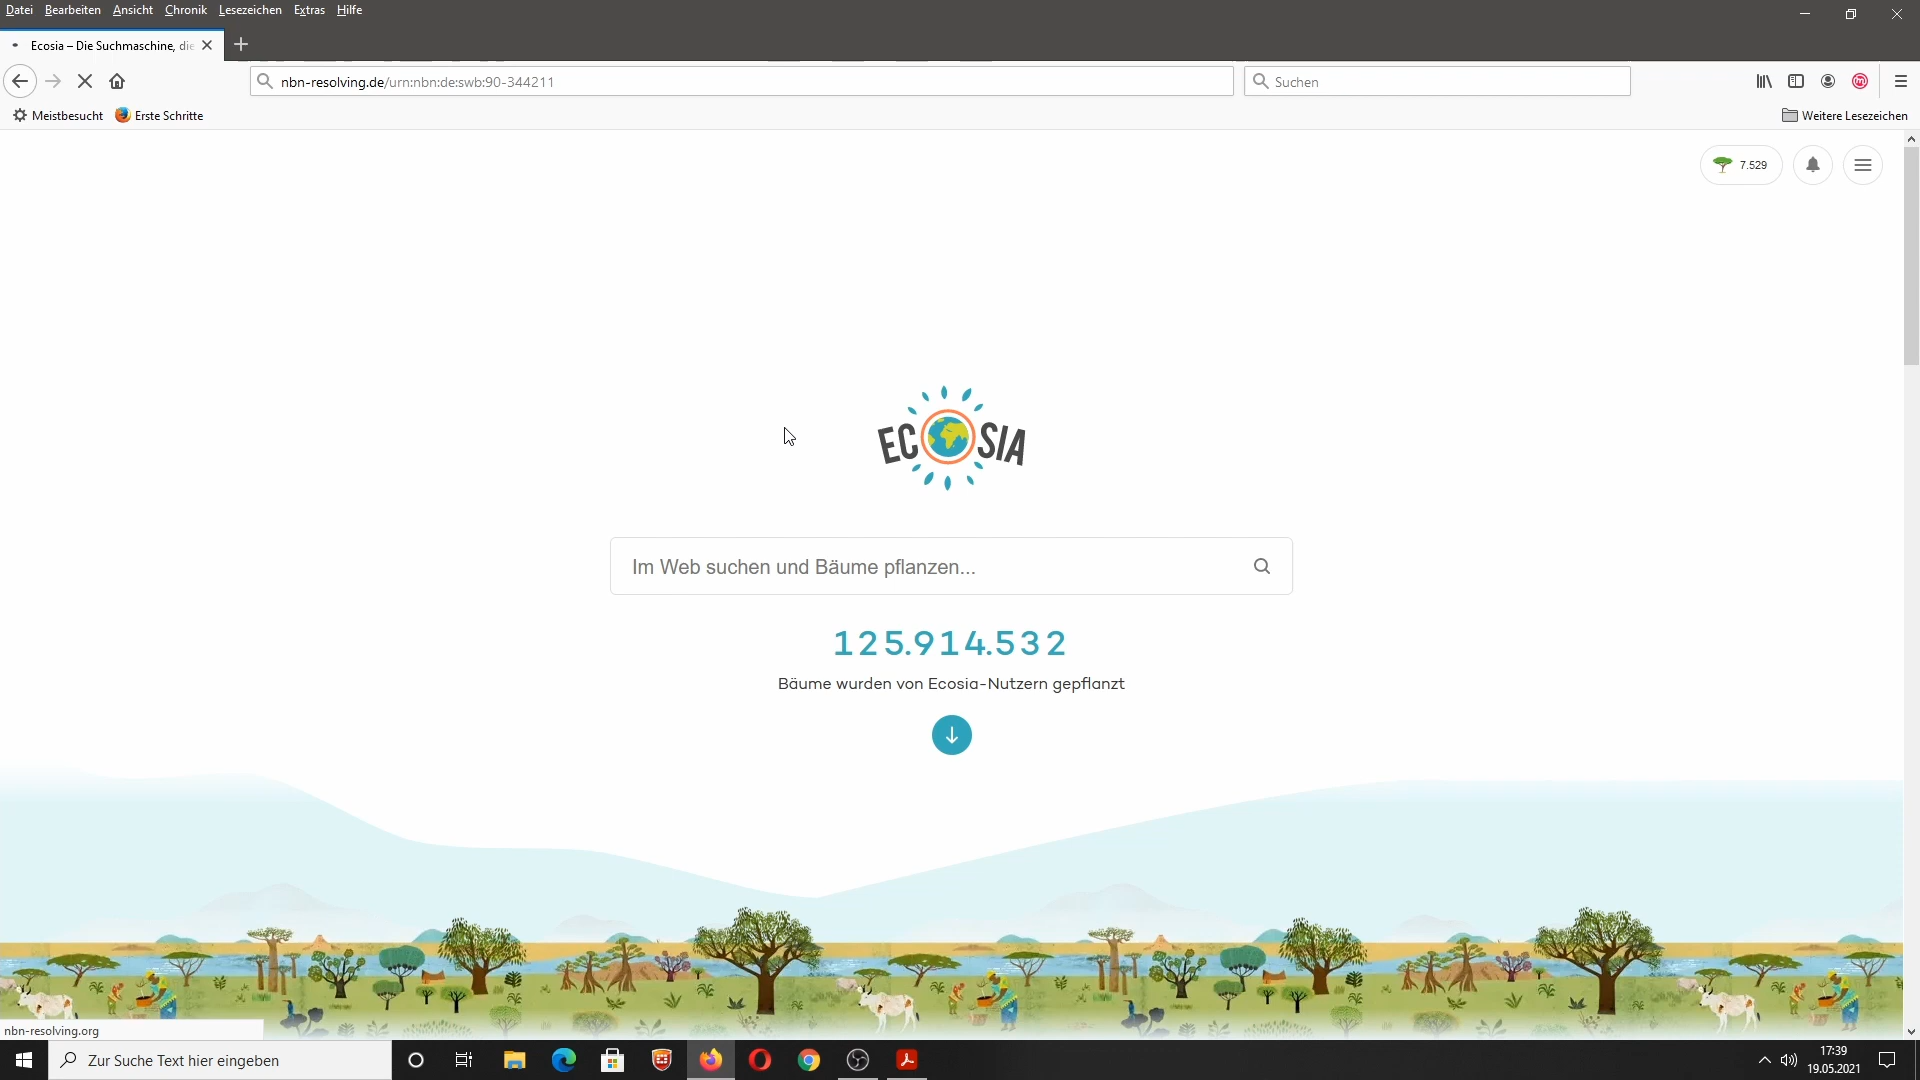 Datei Bearbeiten Ansicht Chronik Lesezeichen Extras Hilfe
Ecosia – Die Suchmaschine, die
nbn-resolving.de/urn:nbn:de:swb:90-344211
Suchen
Meistbesucht Erste Schritte Weitere Lesezeichen
7.529
ECOSIA
Im Web suchen und Bäume pflanzen...
125.914.532
Bäume wurden von Ecosia-Nutzern gepflanzt
nbn-resolving.org
Zur Suche Text hier eingeben
17:39
19.05.2021